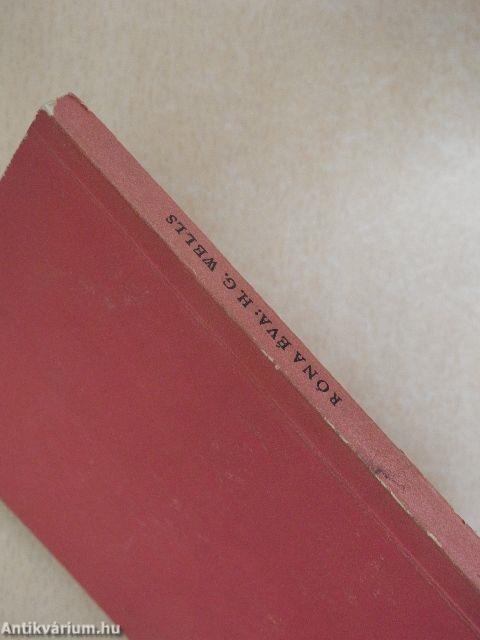 RÓNA ÉVA: H. G. WELLS
Antikvárium.hu